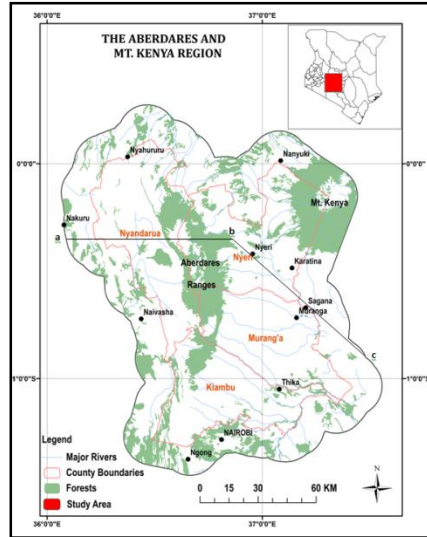 THE ABERDARES AND
MT. KENYA REGION
36°0'0"
37°0'0"
0°0'0"
0°0'0"
Nyahururu
Nanyuki
Mt. Kenya
Nakuru
a
Nyandarua
b
Nyeri
Nyeri
Karatina
Aberdares
Ranges
Sagana
Muranga
Naivasha
Murang'a
c
1°0'0"S
1°0'0"S
Kiambu
Thika
NAIROBI
Ngong
Legend
Major Rivers
County Boundaries
Forests
Study Area
0 15 30 60 KM
N
36°0'0"
37°0'0"